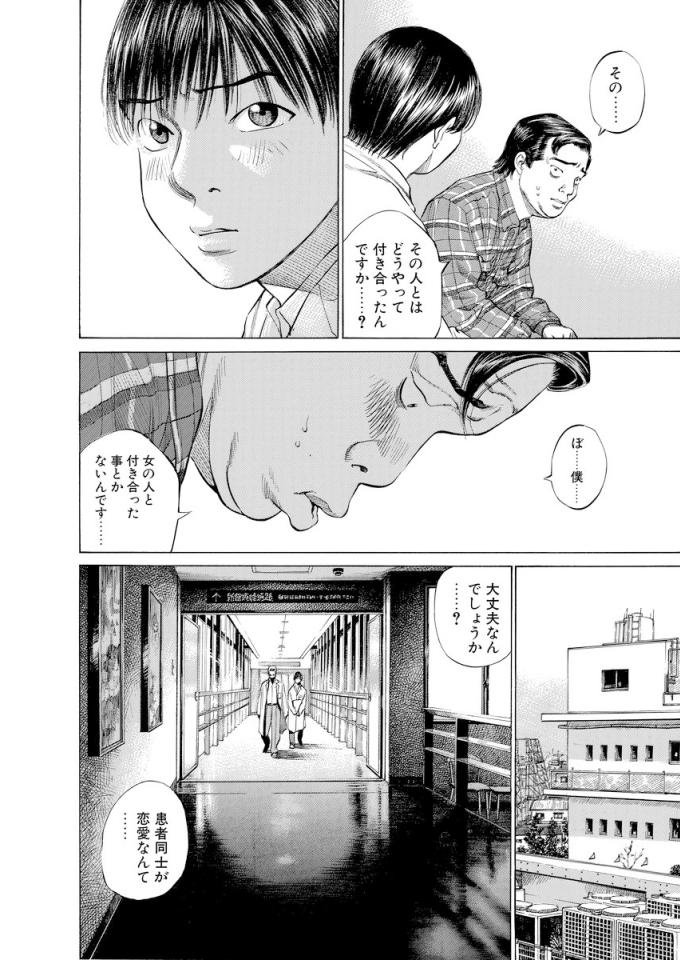 その……
その人とは
どうやって
付き合ったん
ですか……？
ぼ……僕……
女の人と
付き合った
事とか
ないんです……
大丈夫なん
でしょうか
……？
患者同士が
恋愛なんて
……